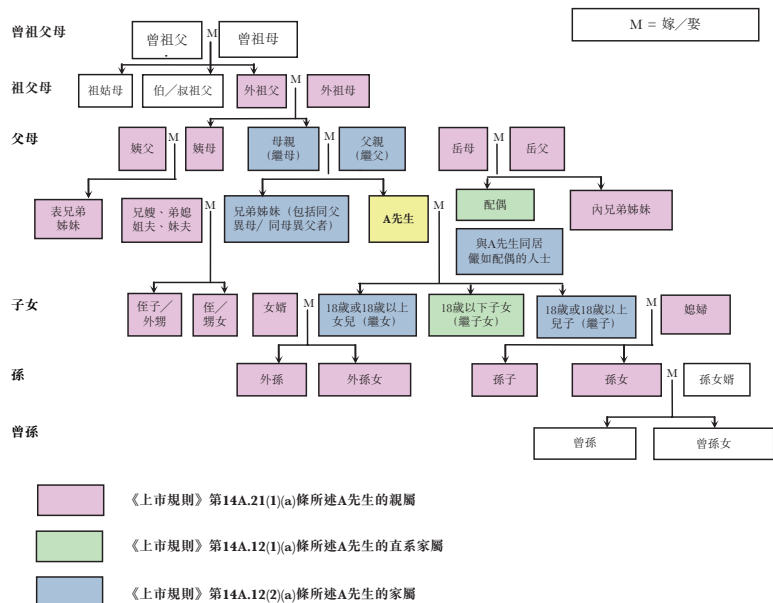 曾祖父母
曾祖父
M
曾祖母
M = 嫁／娶
祖父母
祖姑母
伯／叔祖父
外祖父
M
外祖母
父母
姨父
M
姨母
母親
(繼母)
M
父親
(繼父)
岳母
M
岳父
表兄弟
姊妹
兄嫂、弟媳
姐夫、妹夫
M
兄弟姊妹（包括同父
異母/ 同母異父者）
A先生
M
配偶
內兄弟姊妹
與A先生同居
儼如配偶的人士
子女
侄子／
外甥
侄／
甥女
女婿
M
18歲或18歲以上
女兒（繼女）
18歲以下子女
（繼子女）
18歲或18歲以上
兒子（繼子）
M
媳婦
孫
外孫
外孫女
孫子
孫女
M
孫女婿
曾孫
曾孫
曾孫女
《上市規則》第14A.21(1)(a)條所述A先生的親屬
《上市規則》第14A.12(1)(a)條所述A先生的直系家屬
《上市規則》第14A.12(2)(a)條所述A先生的家屬